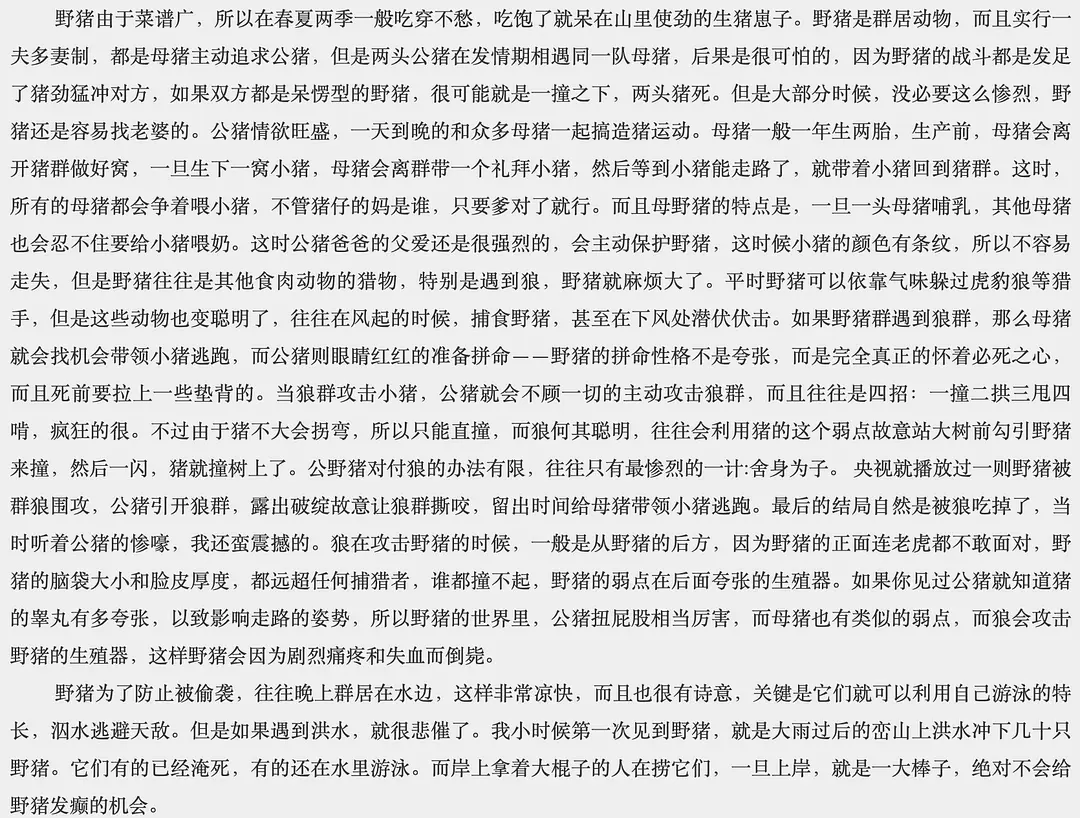 野猪由于菜谱广，所以在春夏两季一般吃穿不愁，吃饱了就呆在山里使劲的生猪崽子。野猪是群居动物，而且实行一
夫多妻制，都是母猪主动追求公猪，但是两头公猪在发情期相遇同一队母猪，后果是很可怕的，因为野猪的战斗都是发足
了猪劲猛冲对方，如果双方都是呆愣型的野猪，很可能就是一撞之下，两头猪死。但是大部分时候，没必要这么惨烈，野
猪还是容易找老婆的。公猪情欲旺盛，一天到晚的和众多母猪一起搞造猪运动。母猪一般一年生两胎，生产前，母猪会离
开猪群做好窝，一旦生下一窝小猪，母猪会离群带一个礼拜小猪，然后等到小猪能走路了，就带着小猪回到猪群。这时，
所有的母猪都会争着喂小猪，不管猪仔的妈是谁，只要爹对了就行。而且母野猪的特点是，一旦一头母猪哺乳，其他母猪
也会忍不住要给小猪喂奶。这时公猪爸爸的父爱还是很强烈的，会主动保护野猪，这时候小猪的颜色有条纹，所以不容易
走失，但是野猪往往是其他食肉动物的猎物，特别是遇到狼，野猪就麻烦大了。平时野猪可以依靠气味躲过虎豹狼等猎
手，但是这些动物也变聪明了，往往在风起的时候，捕食野猪，甚至在下风处潜伏伏击。如果野猪群遇到狼群，那么母猪
就会找机会带领小猪逃跑，而公猪则眼睛红红的准备拼命——野猪的拼命性格不是夸张，而是完全真正的怀着必死之心，
而且死前要拉上一些垫背的。当狼群攻击小猪，公猪就会不顾一切的主动攻击狼群，而且往往是四招：一撞二拱三甩四
啃，疯狂的很。不过由于猪不大会拐弯，所以只能直撞，而狼何其聪明，往往会利用猪的这个弱点故意站大树前勾引野猪
来撞，然后一闪，猪就撞树上了。公野猪对付狼的办法有限，往往只有最惨烈的一计:舍身为子。 央视就播放过一则野猪被
群狼围攻，公猪引开狼群，露出破绽故意让狼群撕咬，留出时间给母猪带领小猪逃跑。最后的结局自然是被狼吃掉了，当
时听着公猪的惨嚎，我还蛮震撼的。狼在攻击野猪的时候，一般是从野猪的后方，因为野猪的正面连老虎都不敢面对，野
猪的脑袋大小和脸皮厚度，都远超任何捕猎者，谁都撞不起，野猪的弱点在后面夸张的生殖器。如果你见过公猪就知道猪
的睾丸有多夸张，以致影响走路的姿势，所以野猪的世界里，公猪扭屁股相当厉害，而母猪也有类似的弱点，而狼会攻击
野猪的生殖器，这样野猪会因为剧烈痛疼和失血而倒毙。
野猪为了防止被偷袭，往往晚上群居在水边，这样非常凉快，而且也很有诗意，关键是它们就可以利用自己游泳的特
长，泅水逃避天敌。但是如果遇到洪水，就很悲催了。我小时候第一次见到野猪，就是大雨过后的峦山上洪水冲下几十只
野猪。它们有的已经淹死，有的还在水里游泳。而岸上拿着大棍子的人在捞它们，一旦上岸，就是一大棒子，绝对不会给
野猪发癫的机会。